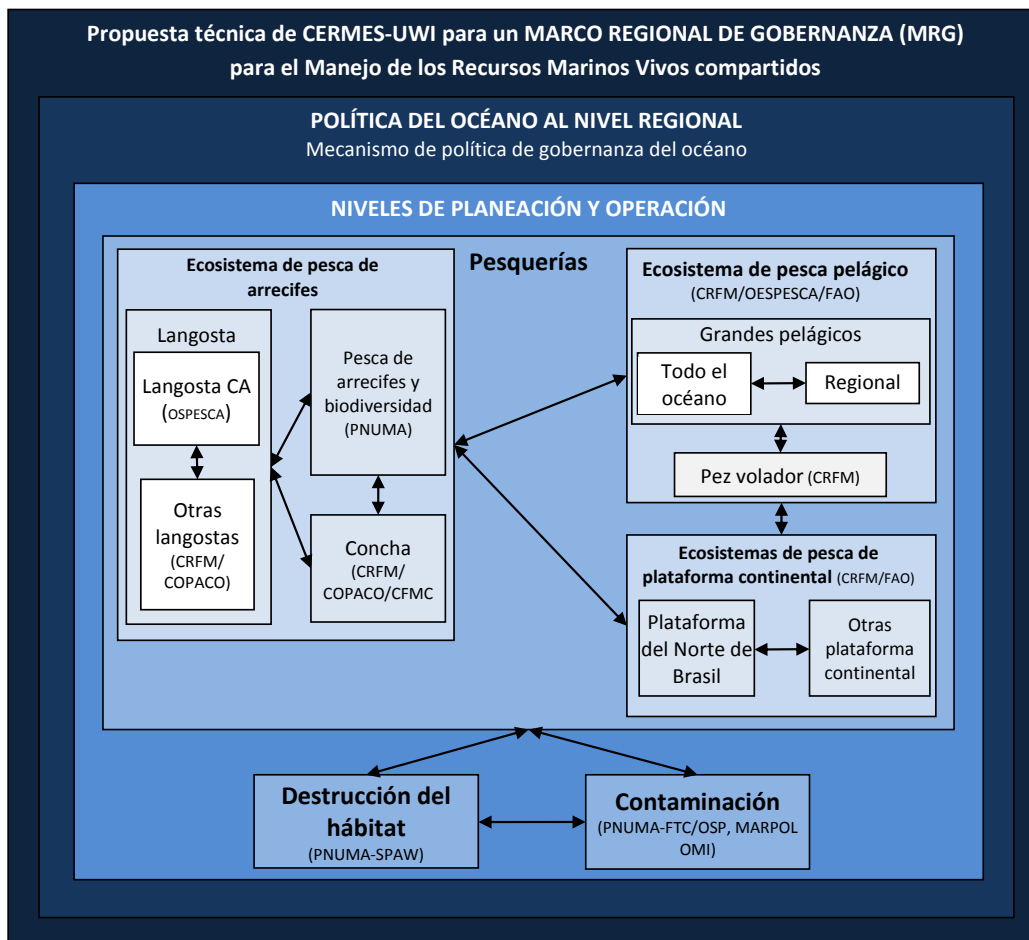 Propuesta técnica de CERMES-UWI para un MARCO REGIONAL DE GOBERNANZA (MRG)
para el Manejo de los Recursos Marinos Vivos compartidos
POLÍTICA DEL OCÉANO AL NIVEL REGIONAL
Mecanismo de política de gobernanza del océano
NIVELES DE PLANEACIÓN Y OPERACIÓN
Pesquerías
Ecosistema de pesca de
arrecifes
Langosta
Langosta CA
(OSPESCA)
Otras
langostas
(CRFM/
COPACO)
Pesca de
arrecifes y
biodiversidad
(PNUMA)
Concha
(CRFM/
COPACO/CFMC
Ecosistema de pesca pelágico
(CRFM/OESPESCA/FAO)
Grandes pelágicos
Todo el
océano
Regional
Pez volador (CRFM)
Ecosistemas de pesca de
plataforma continental (CRFM/FAO)
Plataforma
del Norte de
Brasil
Otras
plataforma
continental
Destrucción del
hábitat
(PNUMA-SPAW)
Contaminación
(PNUMA-FTC/OSP, MARPOL
OMI)